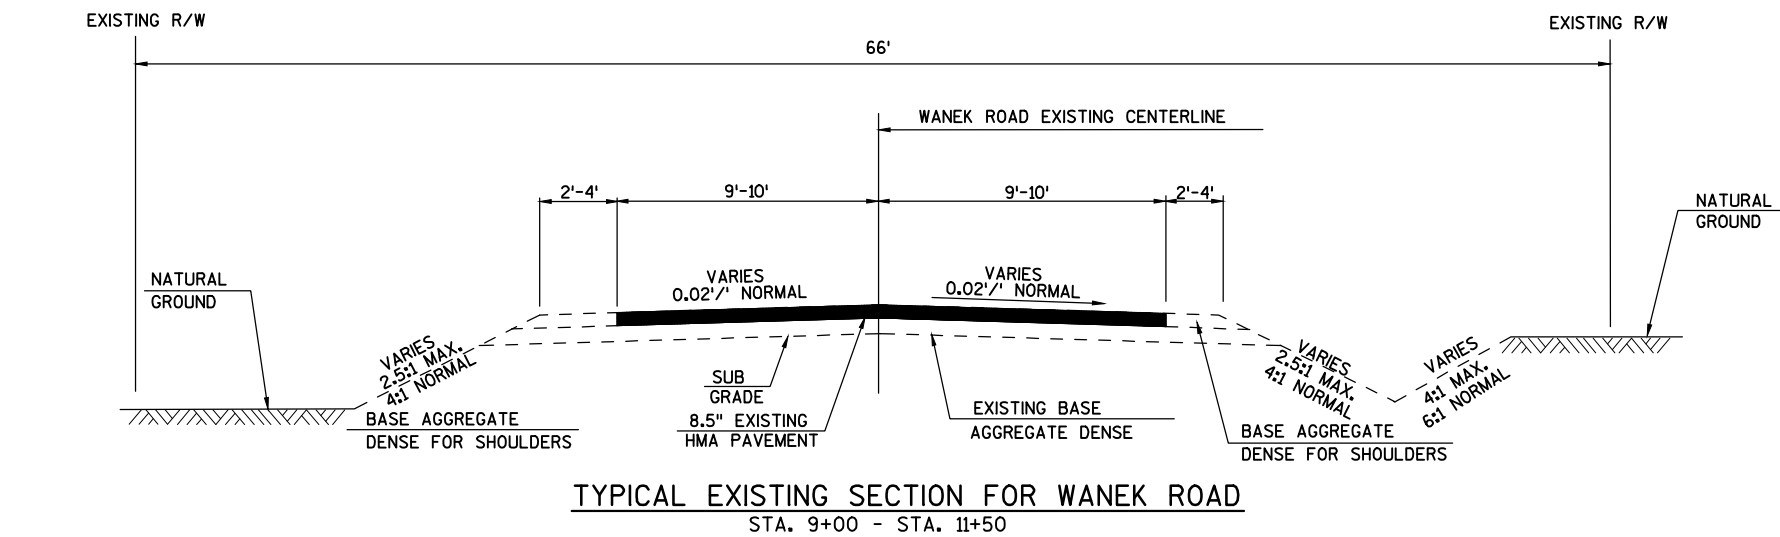 EXISTING R/W
EXISTING R/W
66'
WANEK ROAD EXISTING CENTERLINE
2'-4'
9'-10'
9'-10'
2'-4'
NATURAL
GROUND
NATURAL
GROUND
VARIES
0.02'/' NORMAL
VARIES
0.02'/' NORMAL
VARIES
2.5:1 MAX.
4:1 NORMAL
VARIES
2.5:1 MAX.
4:1 NORMAL
VARIES
4:1 MAX.
6:1 NORMAL
SUB
GRADE
BASE AGGREGATE
DENSE FOR SHOULDERS
8.5" EXISTING
HMA PAVEMENT
EXISTING BASE
AGGREGATE DENSE
BASE AGGREGATE
DENSE FOR SHOULDERS
TYPICAL EXISTING SECTION FOR WANEK ROAD
STA. 9+00 - STA. 11+50